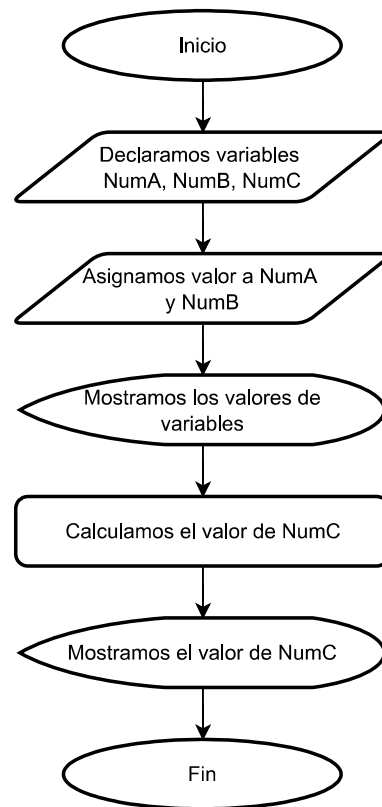 Inicio
Declaramos variables
NumA, NumB, NumC
Asignamos valor a NumA
y NumB
Mostramos los valores de
variables
Calculamos el valor de NumC
Mostramos el valor de NumC
Fin